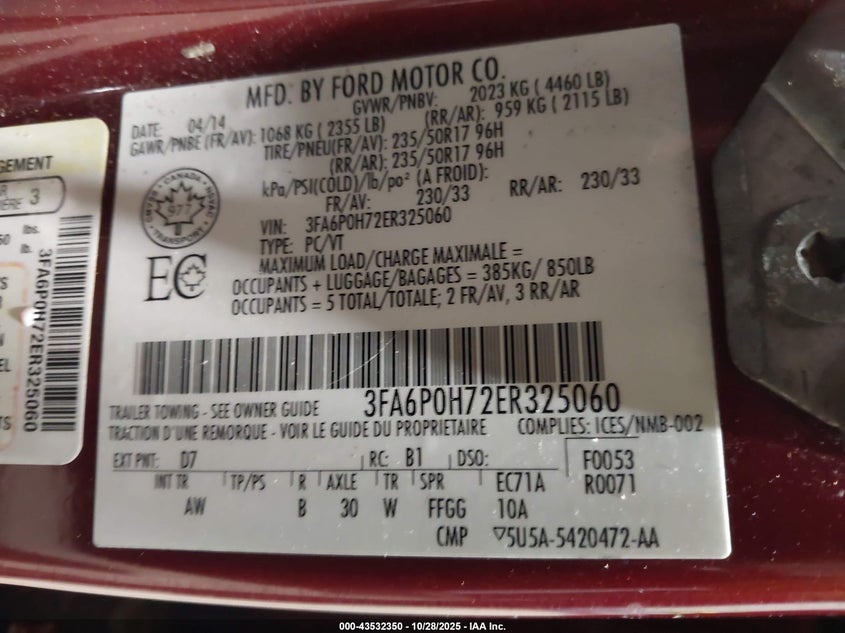 MFD. BY FORD MOTOR CO.
DATE: 04/14
GVWR/PNBV: 2023 KG ( 4460 LB)
GAWR/PNBE (FR/AV): 1068 KG ( 2355 LB) (RR/AR): 959 KG ( 2115 LB)
TIRE/PNEU(FR/AV): 235/50R17 96H
(RR/AR): 235/50R17 96H
kPa/PSI(COLD)/lb/po² (A FROID):
FR/AV: 230/33 RR/AR: 230/33
VIN: 3FA6P0H72ER325060
TYPE: PC/VT
MAXIMUM LOAD/CHARGE MAXIMALE =
OCCUPANTS + LUGGAGE/BAGAGES = 385KG/ 850LB
OCCUPANTS = 5 TOTAL/TOTALE; 2 FR/AV, 3 RR/AR
CANADA
977
TRANSPORT
EC
3FA6P0H72ER325060
TRAILER TOWING - SEE OWNER GUIDE
TRACTION D'UNE REMORQUE - VOIR LE GUIDE DU PROPRIETAIRE COMPLIES: ICES/NMB-002
EXT PNT: D7 RC: B1 DSO: F0053
INT TR TP/PS R AXLE TR SPR EC71A R0071
AW B 30 W FFGG 10A
CMP ▽5U5A-5420472-AA
GEMENT
3
lbs.
lb.
3FA6P0H72ER325060
000-43532350 | 10/28/2025 - IAA Inc.